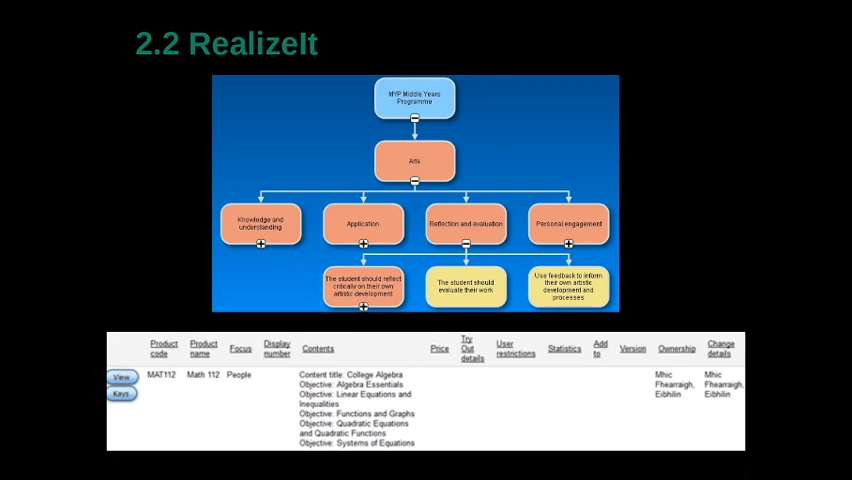 2.2 RealizeIt
MYP Middle Years
Programme
Arts
Knowledge and
understanding
Application
Reflection and evaluation
Personal engagement
The student should reflect
critically on their own
artistic development
The student should
evaluate their work
Use feedback to inform
their own artistic
development and
processes
Product code
Product name
Focus
Display number
Contents
Price
Try Out details
User restrictions
Statistics
Add to
Version
Ownership
Change details
View
Keys
MAT112
Math 112
People
Content title: College Algebra
Objective: Algebra Essentials
Objective: Linear Equations and
Inequalities
Objective: Functions and Graphs
Objective: Quadratic Equations
and Quadratic Functions
Objective: Systems of Equations
Mhic
Fhearraigh,
Eibhilin
Mhic
Fhearraigh,
Eibhilin